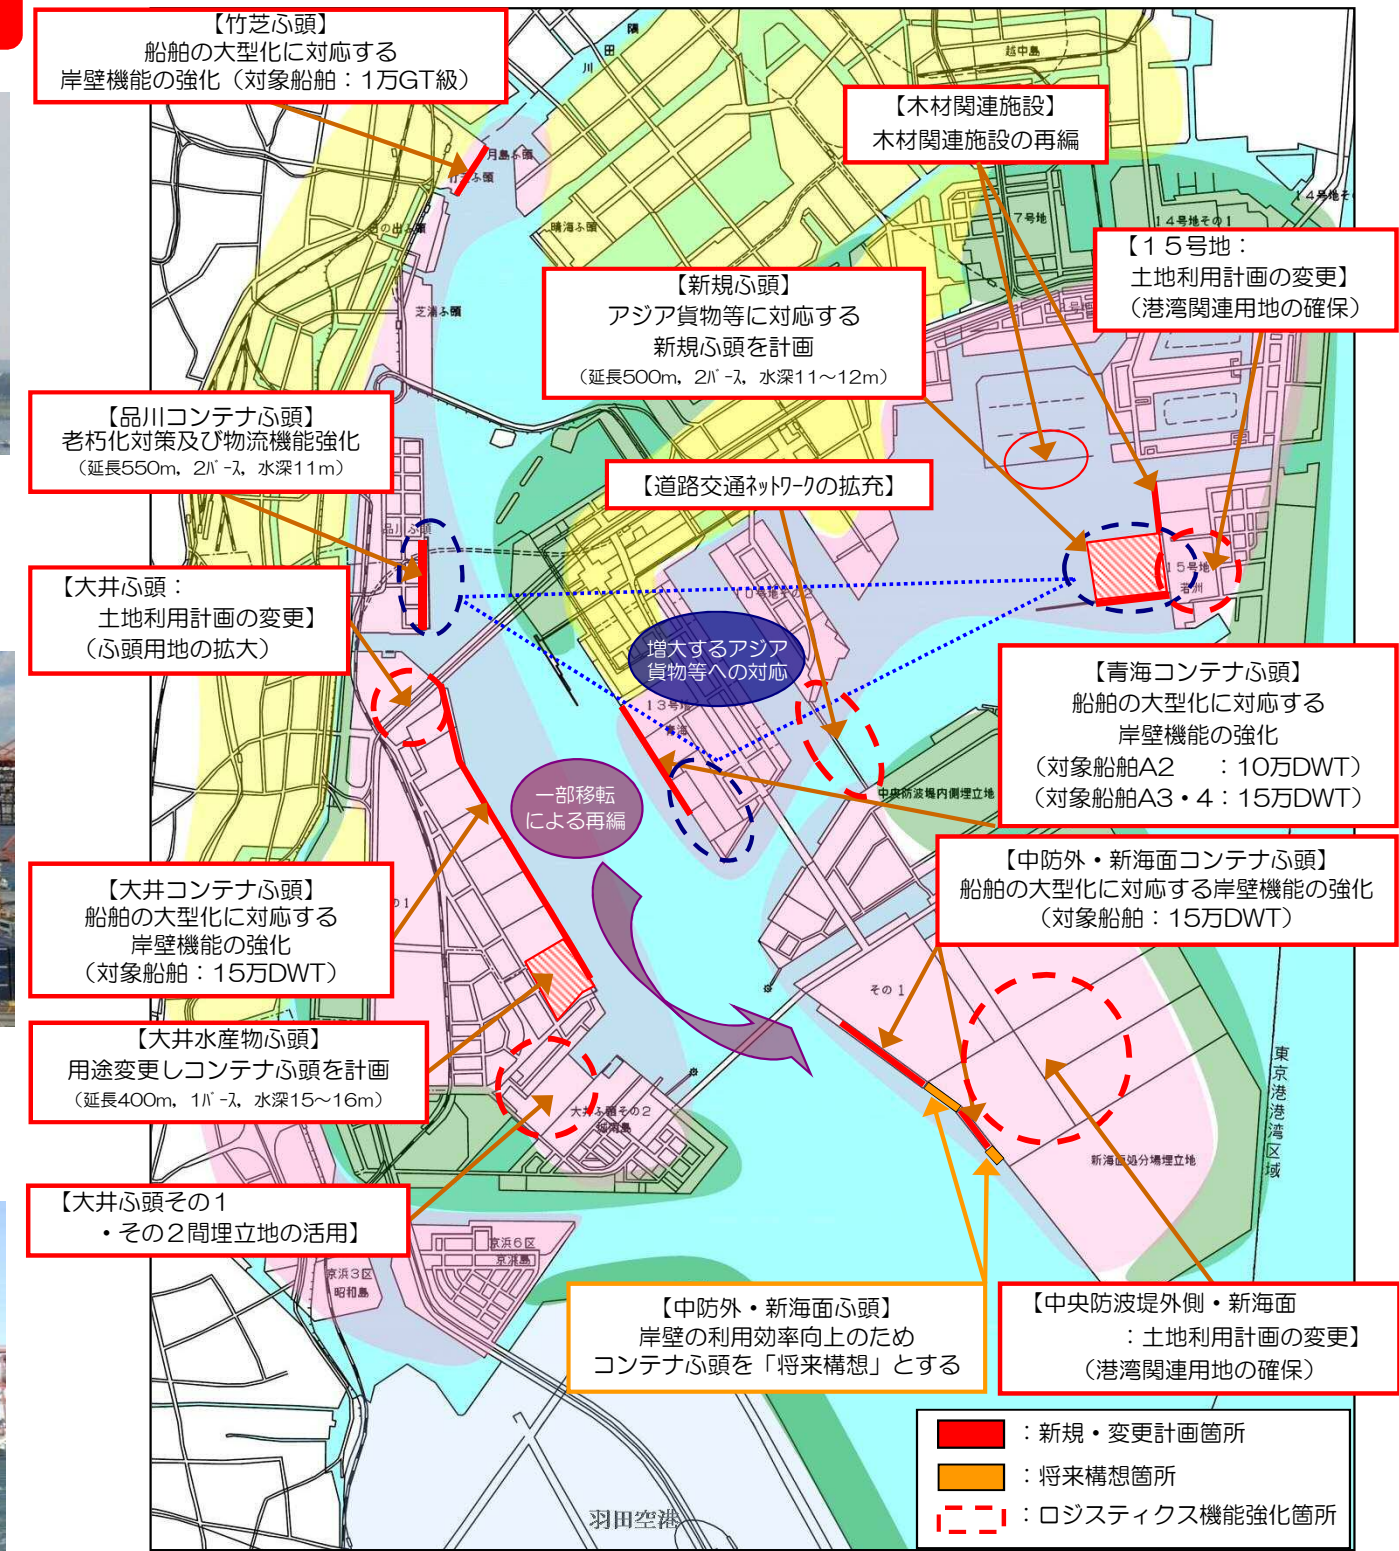 【竹芝ふ頭】
船舶の大型化に対応する
岸壁機能の強化（対象船舶：1万GT級）
隅
田
川
越中島
【木材関連施設】
木材関連施設の再編
月島ふ頭
竹芝ふ頭
日の出ふ頭
晴海ふ頭
7号地
14号地その1
14号地その
【15号地：
土地利用計画の変更】
（港湾関連用地の確保）
【新規ふ頭】
アジア貨物等に対応する
新規ふ頭を計画
（延長500m，2バース，水深11～12m）
芝浦ふ頭
【品川コンテナふ頭】
老朽化対策及び物流機能強化
（延長550m，2バース，水深11m）
【道路交通ネットワークの拡充】
品川ふ頭
【大井ふ頭：
土地利用計画の変更】
（ふ頭用地の拡大）
10号地その2
15号地
若洲
増大するアジア
貨物等への対応
13号地
青海
【青海コンテナふ頭】
船舶の大型化に対応する
岸壁機能の強化
（対象船舶A2　：10万DWT）
（対象船舶A3・4：15万DWT）
中央防波堤内側埋立地
一部移転
による再編
【大井コンテナふ頭】
船舶の大型化に対応する
岸壁機能の強化
（対象船舶：15万DWT）
の1
【中防外・新海面コンテナふ頭】
船舶の大型化に対応する岸壁機能の強化
（対象船舶：15万DWT）
その1
【大井水産物ふ頭】
用途変更しコンテナふ頭を計画
（延長400m，1バース，水深15～16m）
大井ふ頭その2
城南島
東京港港湾区域
新海面処分場埋立地
【大井ふ頭その1
・その2間埋立地の活用】
京浜6区
京浜島
京浜3区
昭和島
【中防外・新海面ふ頭】
岸壁の利用効率向上のため
コンテナふ頭を「将来構想」とする
【中央防波堤外側・新海面
：土地利用計画の変更】
（港湾関連用地の確保）
羽田空港
：新規・変更計画箇所
：将来構想箇所
：ロジスティクス機能強化箇所